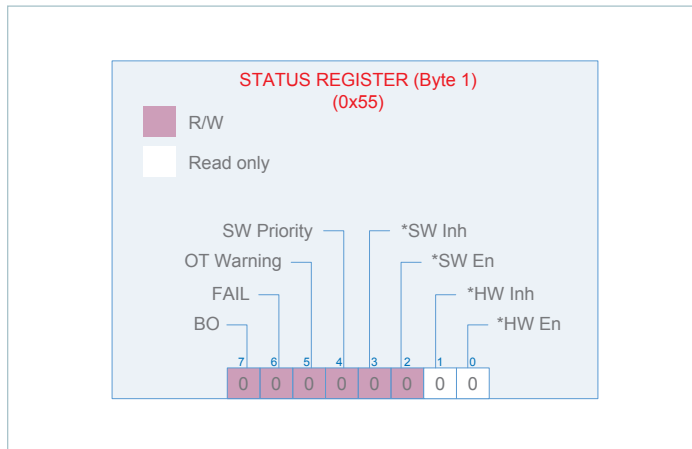 STATUS REGISTER (Byte 1)
(0x55)
R/W
Read only
SW Priority
*SW Inh
OT Warning
*SW En
FAIL
*HW Inh
BO
*HW En
7 6 5 4 3 2 1 0
0 0 0 0 0 0 0 0